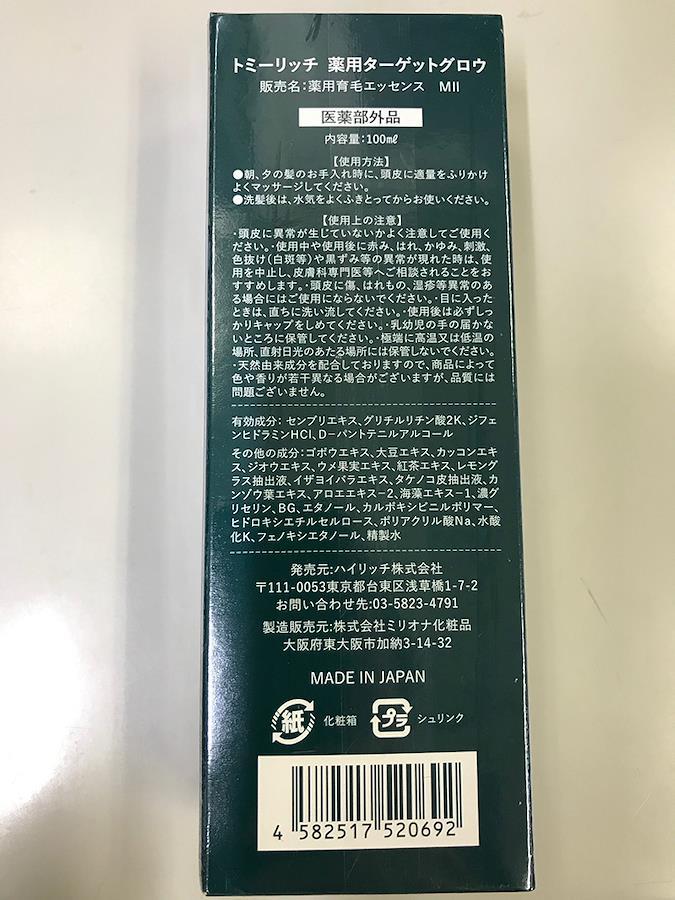 トミーリッチ 薬用ターゲットグロウ
販売名:薬用育毛エッセンス MII
医薬部外品
内容量:100㎖
【使用方法】
●朝、夕の髪のお手入れ時に、頭皮に適量をふりかけ
よくマッサージしてください。
●洗髪後は、水気をよくふきとってからお使いください。
【使用上の注意】
・頭皮に異常が生じていないかよく注意してご使用く
ださい。・使用中や使用後に赤み、はれ、かゆみ、刺激、
色抜け(白斑等)や黒ずみ等の異常が現れた時は、使
用を中止し、皮膚科専門医等へご相談されることをお
すすめします。・頭皮に傷、はれもの、湿疹等異常のあ
る場合にはご使用にならないでください。・目に入った
ときは、直ちに洗い流してください。・使用後は必ずしっ
かりキャップをしめてください。・乳幼児の手の届かな
いところに保管してください。・極端に高温又は低温の
場所、直射日光のあたる場所には保管しないでください。
・天然由来成分を配合しておりますので、商品によって
色や香りが若干異なる場合がございますが、品質には
問題ございません。
有効成分: センブリエキス、グリチルリチン酸2K、ジフェ
ンヒドラミンHCl、D-パントテニルアルコール
その他の成分:ゴボウエキス、大豆エキス、カッコンエキ
ス、ジオウエキス、ウメ果実エキス、紅茶エキス、レモング
ラス抽出液、イザヨイバラエキス、タケノコ皮抽出液、カ
ンゾウ葉エキス、アロエエキス-2、海藻エキス-1、濃グ
リセリン、BG、エタノール、カルボキシビニルポリマー、
ヒドロキシエチルセルロース、ポリアクリル酸Na、水酸
化K、フェノキシエタノール、精製水
発売元:ハイリッチ株式会社
〒111-0053東京都台東区浅草橋1-7-2
お問い合わせ先:03-5823-4791
製造販売元:株式会社ミリオナ化粧品
大阪府東大阪市加納3-14-32
MADE IN JAPAN
紙 化粧箱 プラ シュリンク
4 582517 520692